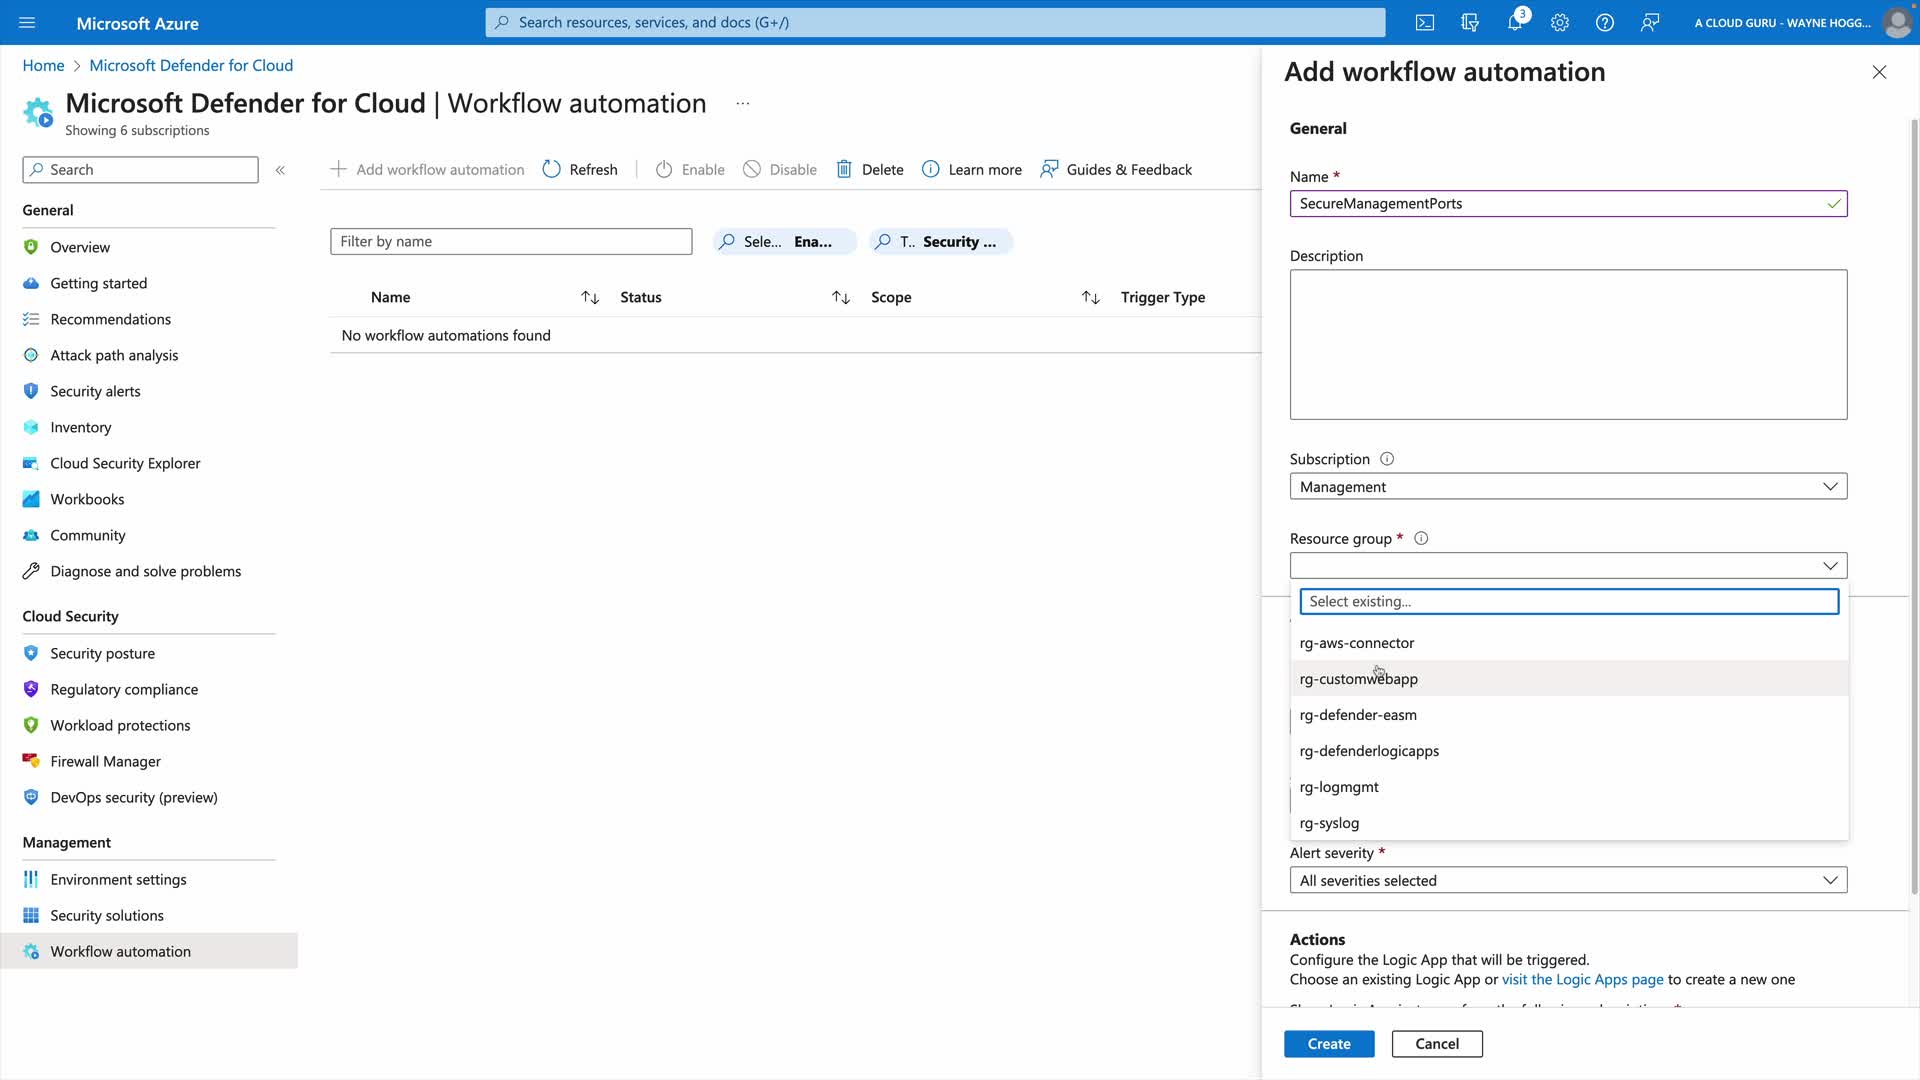 Microsoft Azure
Search resources, services, and docs (G+/)
3
A CLOUD GURU - WAYNE HOGG...
Home > Microsoft Defender for Cloud
Microsoft Defender for Cloud | Workflow automation ...
Showing 6 subscriptions
Search
«
General
Overview
Getting started
Recommendations
Attack path analysis
Security alerts
Inventory
Cloud Security Explorer
Workbooks
Community
Diagnose and solve problems
Cloud Security
Security posture
Regulatory compliance
Workload protections
Firewall Manager
DevOps security (preview)
Management
Environment settings
Security solutions
Workflow automation
Add workflow automation Refresh Enable Disable Delete Learn more Guides & Feedback
Filter by name
Sele... Ena...
T.. Security ...
Name Status Scope Trigger Type
No workflow automations found
Add workflow automation
General
Name *
SecureManagementPorts
Description
Subscription
Management
Resource group *
Select existing...
rg-aws-connector
rg-customwebapp
rg-defender-easm
rg-defenderlogicapps
rg-logmgmt
rg-syslog
Alert severity *
All severities selected
Actions
Configure the Logic App that will be triggered.
Choose an existing Logic App or visit the Logic Apps page to create a new one
Create
Cancel